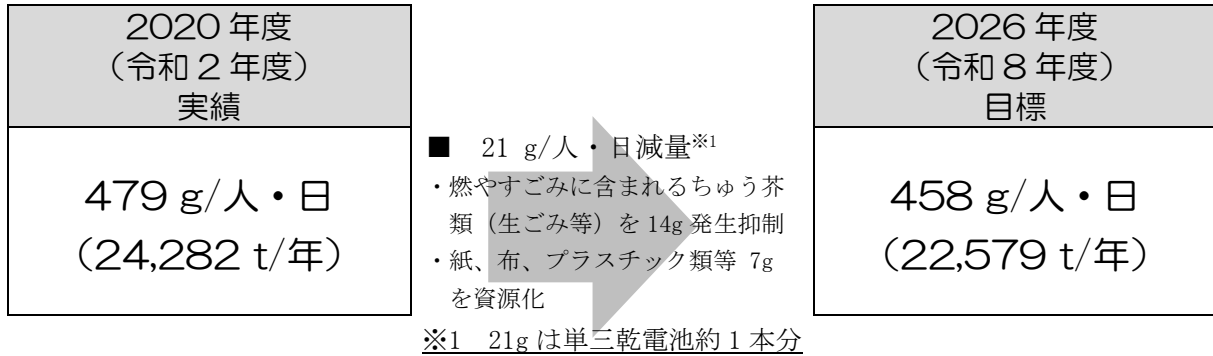 2020 年度
（令和 2 年度）
実績
479 g/人・日
（24,282 t/年）
■ 21 g/人・日減量※1
・燃やすごみに含まれるちゅう芥
類（生ごみ等）を 14g 発生抑制
・紙、布、プラスチック類等 7g
を資源化
※1 21g は単三乾電池約 1 本分
2026 年度
（令和 8 年度）
目標
458 g/人・日
（22,579 t/年）